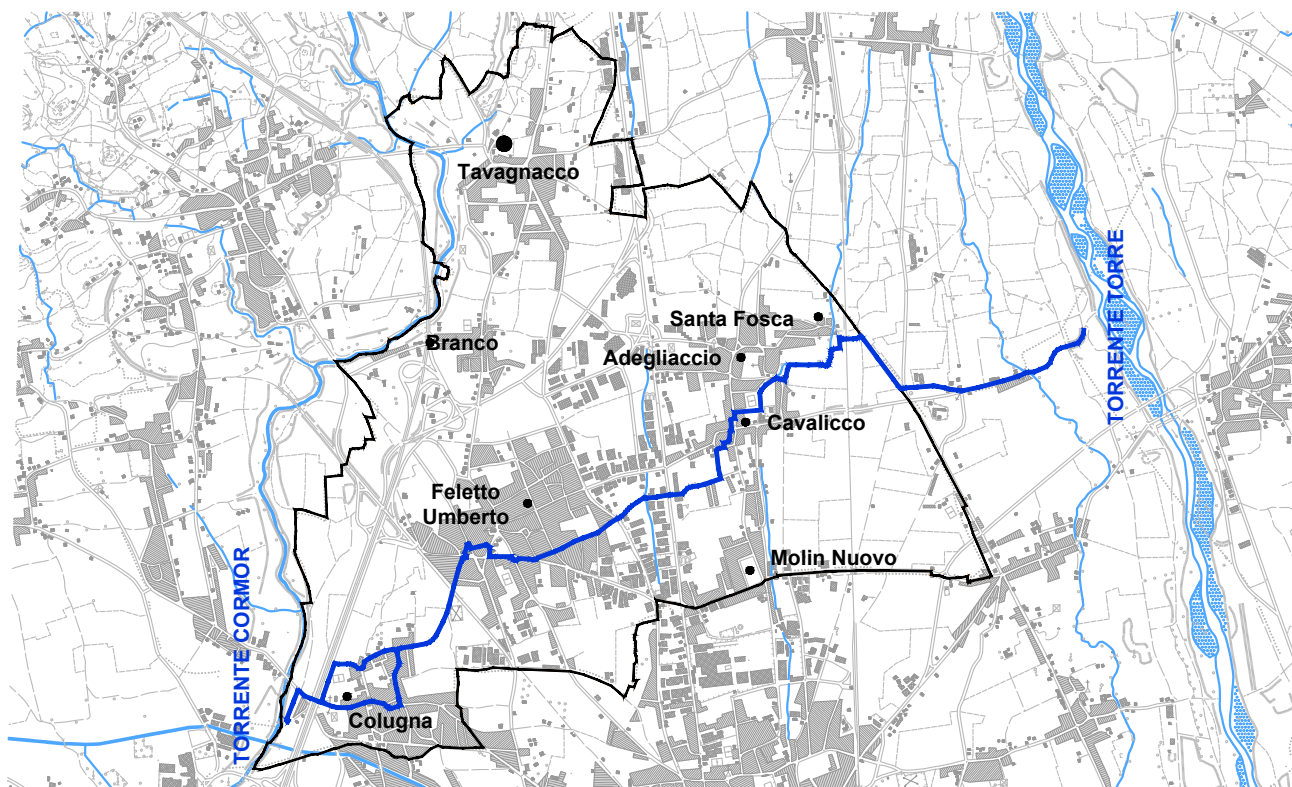 Tavagnacco
TORRENTE TORRE
Santa Fosca
Branco
Adegliaccio
Cavalicco
Feletto
Umberto
Molin Nuovo
TORRENTE CORMOR
Colugna